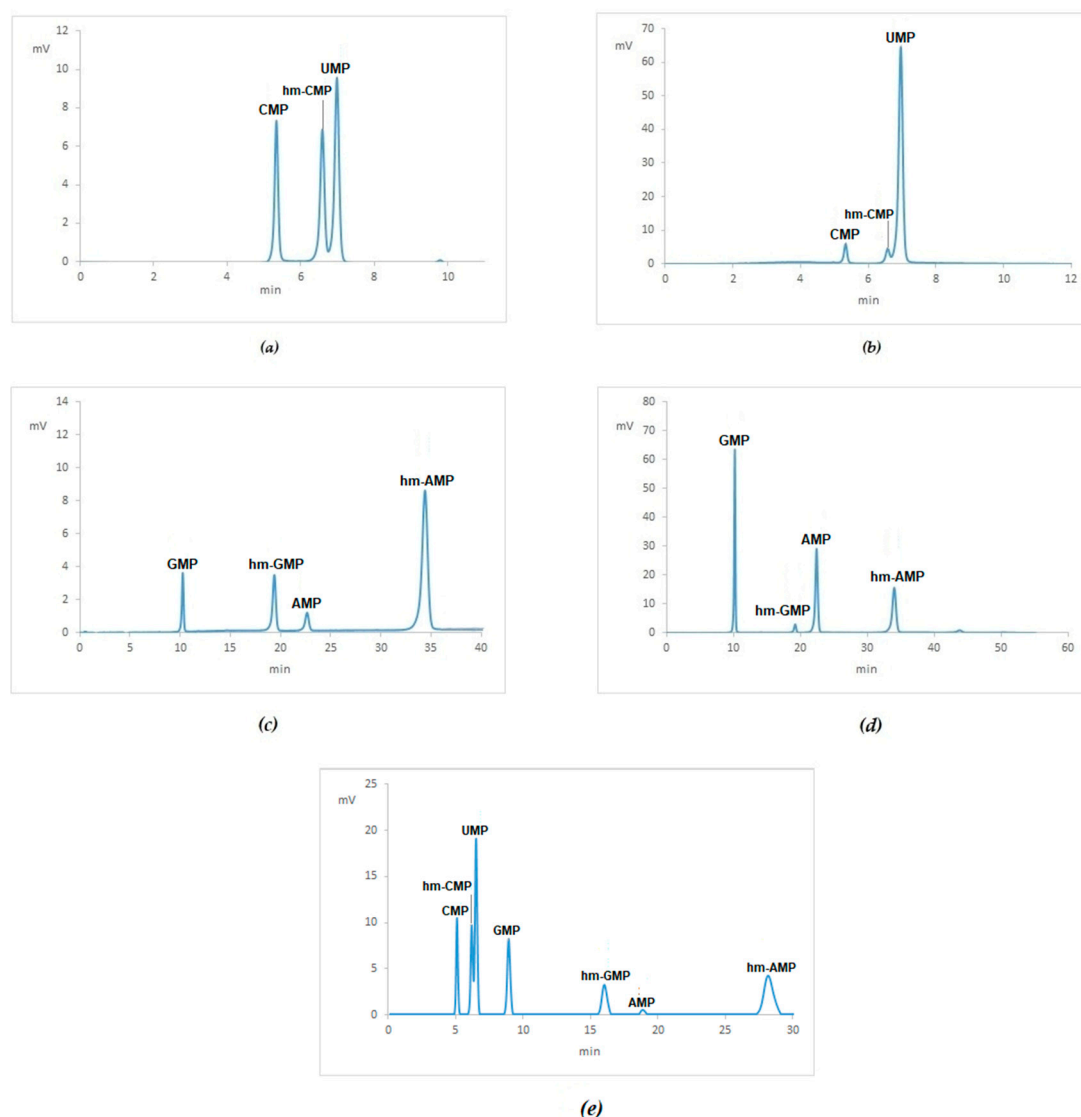 12
10
8
6
4
2
0
mV
CMP
hm-CMP
UMP
0 2 4 6 8 10
min
(a)
70
60
50
40
30
20
10
0
mV
CMP
hm-CMP
UMP
0 2 4 6 8 10 12
min
(b)
14
12
10
8
6
4
2
0
mV
GMP
hm-GMP
AMP
hm-AMP
0 5 10 15 20 25 30 35 40
min
(c)
80
70
60
50
40
30
20
10
0
mV
GMP
hm-GMP
AMP
hm-AMP
0 10 20 30 40 50 60
min
(d)
25
20
15
10
5
0
mV
CMP
hm-CMP
UMP
GMP
hm-GMP
AMP
hm-AMP
0 5 10 15 20 25 30
min
(e)